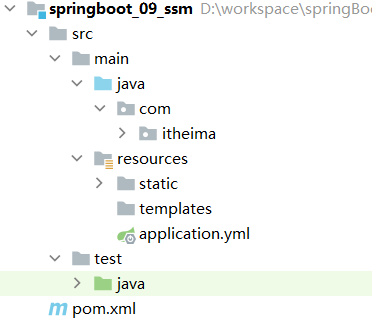 springboot_09_ssm D:\workspace\springBo
src
main
java
com
itheima
resources
static
templates
application.yml
test
java
pom.xml